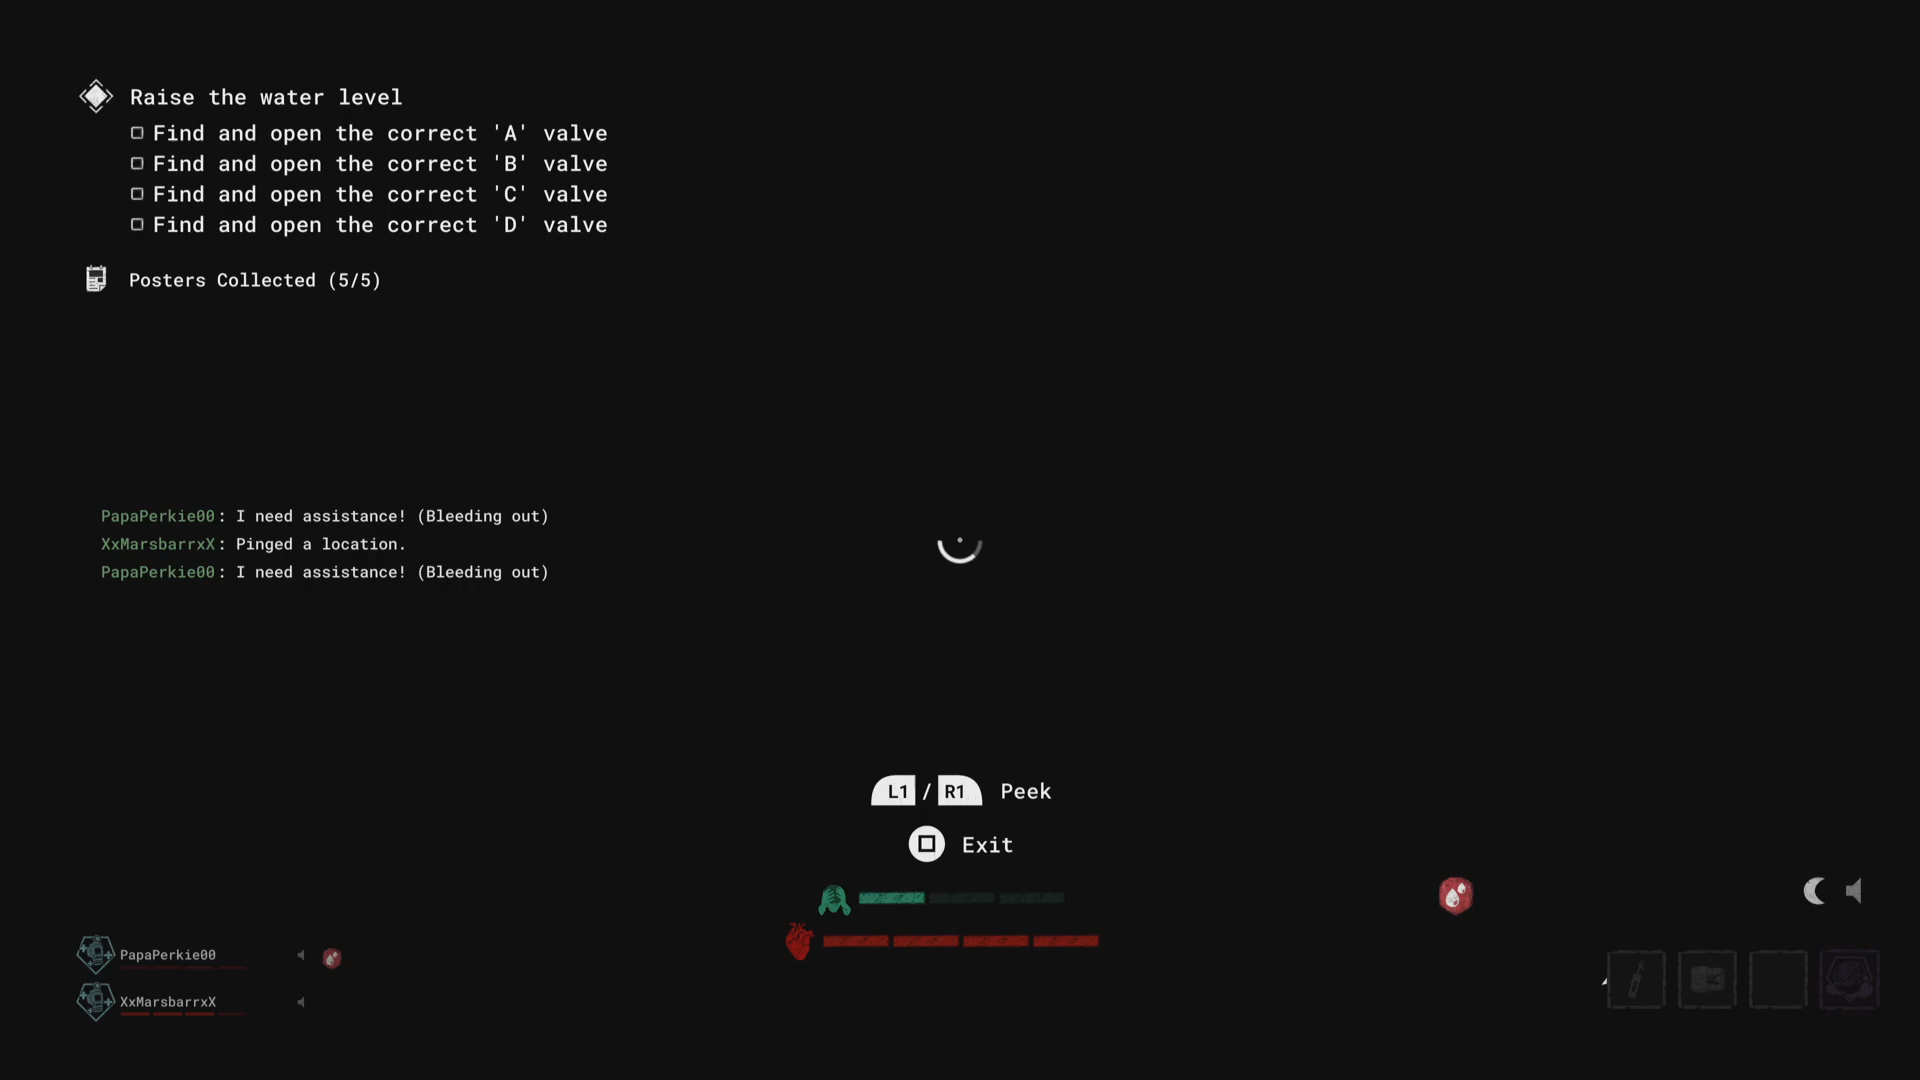 Raise the water level
Find and open the correct 'A' valve
Find and open the correct 'B' valve
Find and open the correct 'C' valve
Find and open the correct 'D' valve
Posters Collected (5/5)
PapaPerkie00: I need assistance! (Bleeding out)
XxMarsbarrxX: Pinged a location.
PapaPerkie00: I need assistance! (Bleeding out)
L1 / R1 Peek
Exit
PapaPerkie00
XxMarsbarrxX